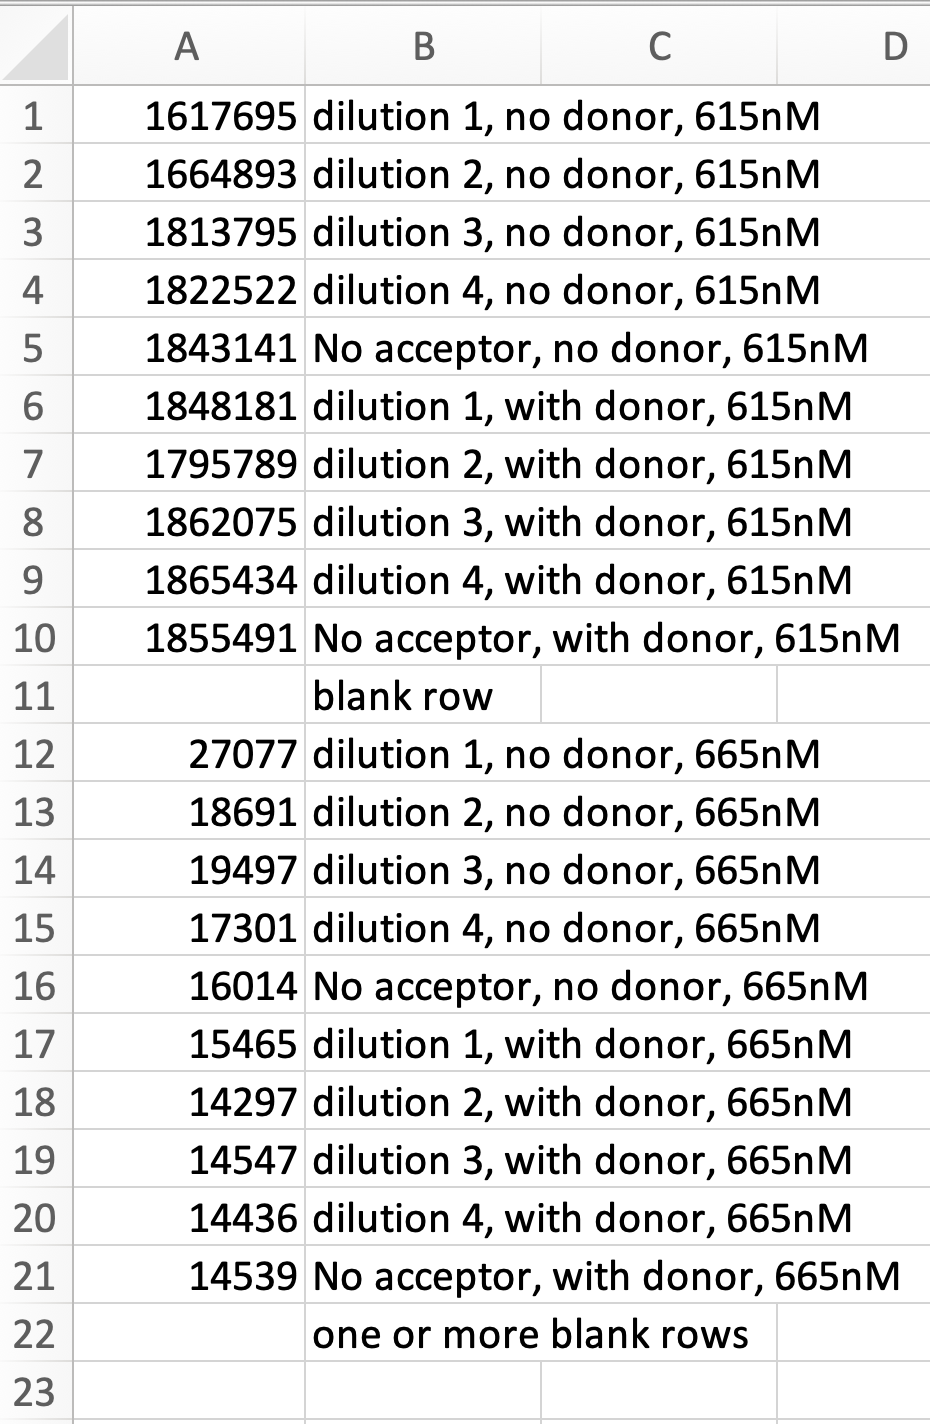 A B C D
1 1617695 dilution 1, no donor, 615nM
2 1664893 dilution 2, no donor, 615nM
3 1813795 dilution 3, no donor, 615nM
4 1822522 dilution 4, no donor, 615nM
5 1843141 No acceptor, no donor, 615nM
6 1848181 dilution 1, with donor, 615nM
7 1795789 dilution 2, with donor, 615nM
8 1862075 dilution 3, with donor, 615nM
9 1865434 dilution 4, with donor, 615nM
10 1855491 No acceptor, with donor, 615nM
11 blank row
12 27077 dilution 1, no donor, 665nM
13 18691 dilution 2, no donor, 665nM
14 19497 dilution 3, no donor, 665nM
15 17301 dilution 4, no donor, 665nM
16 16014 No acceptor, no donor, 665nM
17 15465 dilution 1, with donor, 665nM
18 14297 dilution 2, with donor, 665nM
19 14547 dilution 3, with donor, 665nM
20 14436 dilution 4, with donor, 665nM
21 14539 No acceptor, with donor, 665nM
22 one or more blank rows
23